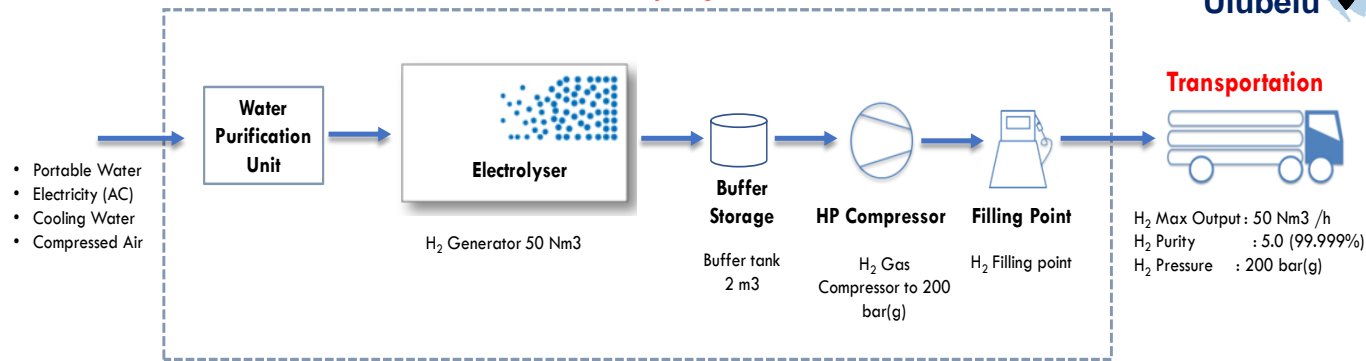 Ulubelu
Transportation
Water
Purification
Unit
Electrolyser
• Portable Water
• Electricity (AC)
• Cooling Water
• Compressed Air
H₂ Generator 50 Nm3
Buffer
Storage
Buffer tank
2 m3
HP Compressor
H₂ Gas
Compressor to 200
bar(g)
Filling Point
H₂ Filling point
H₂ Max Output : 50 Nm3 /h
H₂ Purity : 5.0 (99.999%)
H₂ Pressure : 200 bar(g)